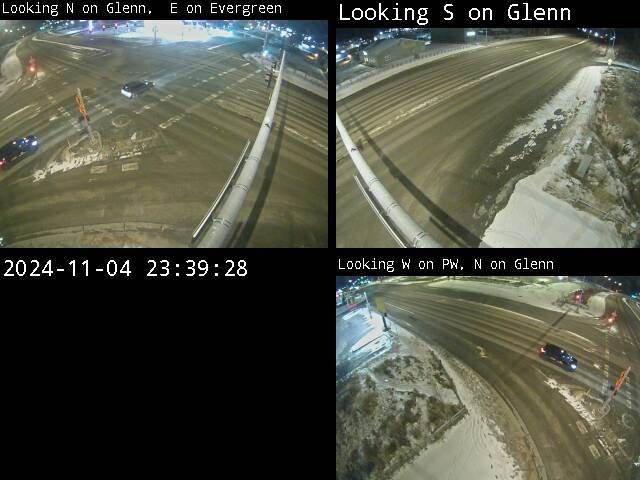 Looking N on Glenn,  E on Evergreen
Looking S on Glenn
2024-11-04 23:39:28
Looking W on PW, N on Glenn